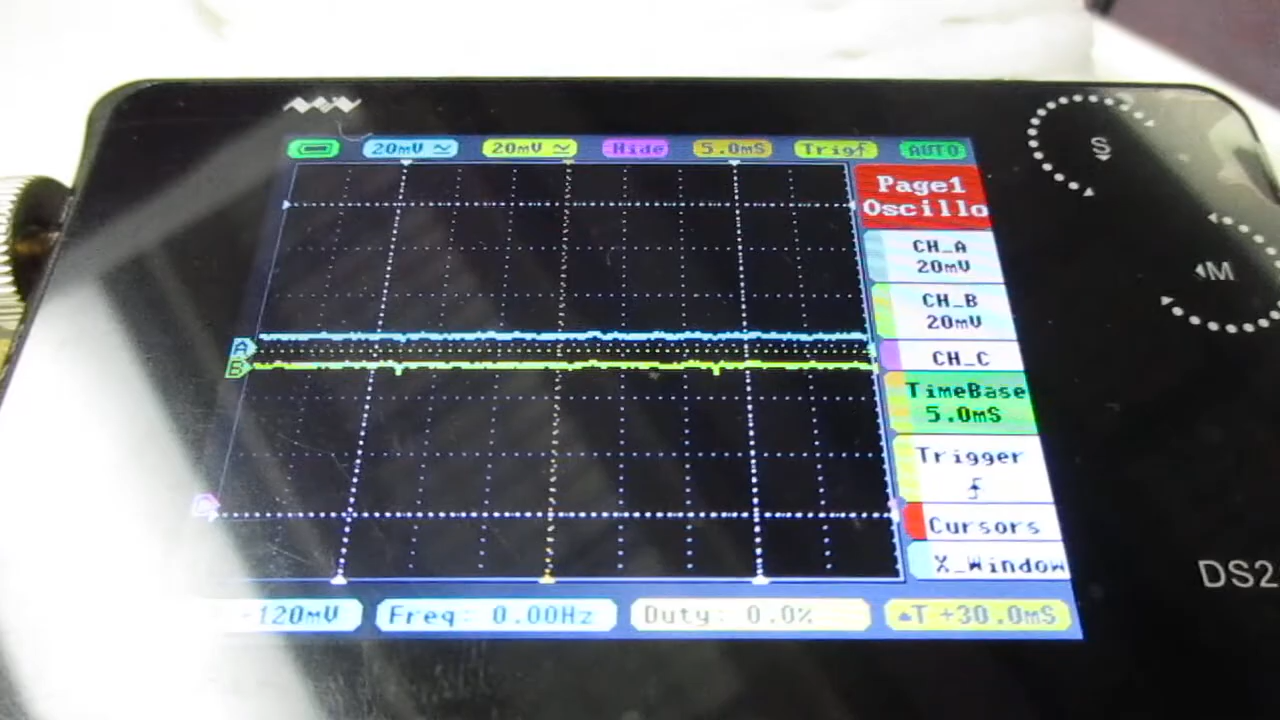 20mV
20mV
Hide
5.0mS
Trig
AUTO
S
Page1
Oscillo
CH_A
20mV
M
CH_B
20mV
A
B
CH_C
TimeBase
5.0mS
Trigger
Cursors
X_Window
DS2
-120mV
Freq: 0.00Hz
Duty: 0.0%
T +30.0mS